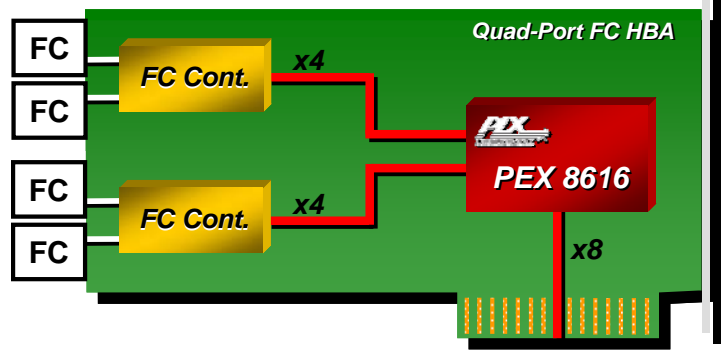 Quad-Port FC HBA
FC
FC
FC Cont.
x4
PEX
PEX 8616
FC
FC
FC Cont.
x4
x8